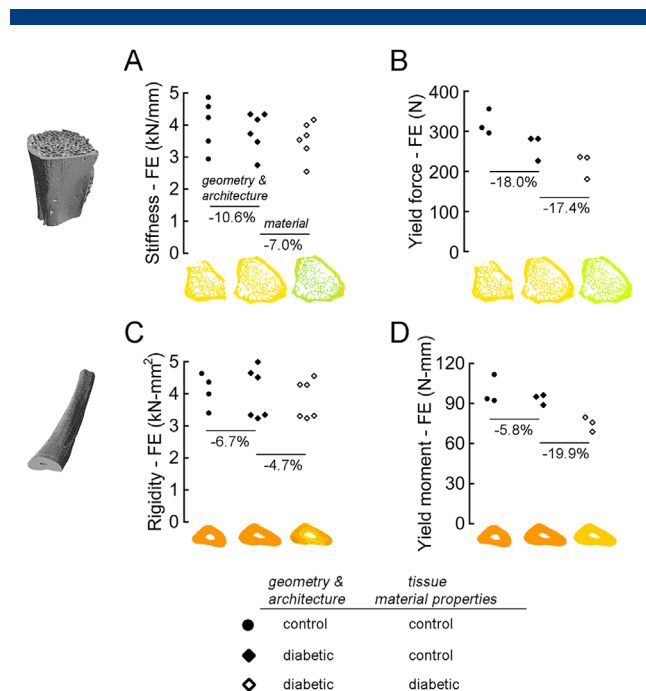 A
Stiffness - FE (kN/mm)
5
4
3
2
1
0
geometry &
architecture
-10.6%
material
-7.0%
B
Yield force - FE (N)
400
300
200
100
0
-18.0%
-17.4%
C
Rigidity - FE (kN-mm²)
5
4
3
2
1
0
-6.7%
-4.7%
D
Yield moment - FE (N-mm)
120
90
60
30
0
-5.8%
-19.9%
geometry & tissue
architecture material properties
control control
diabetic control
diabetic diabetic